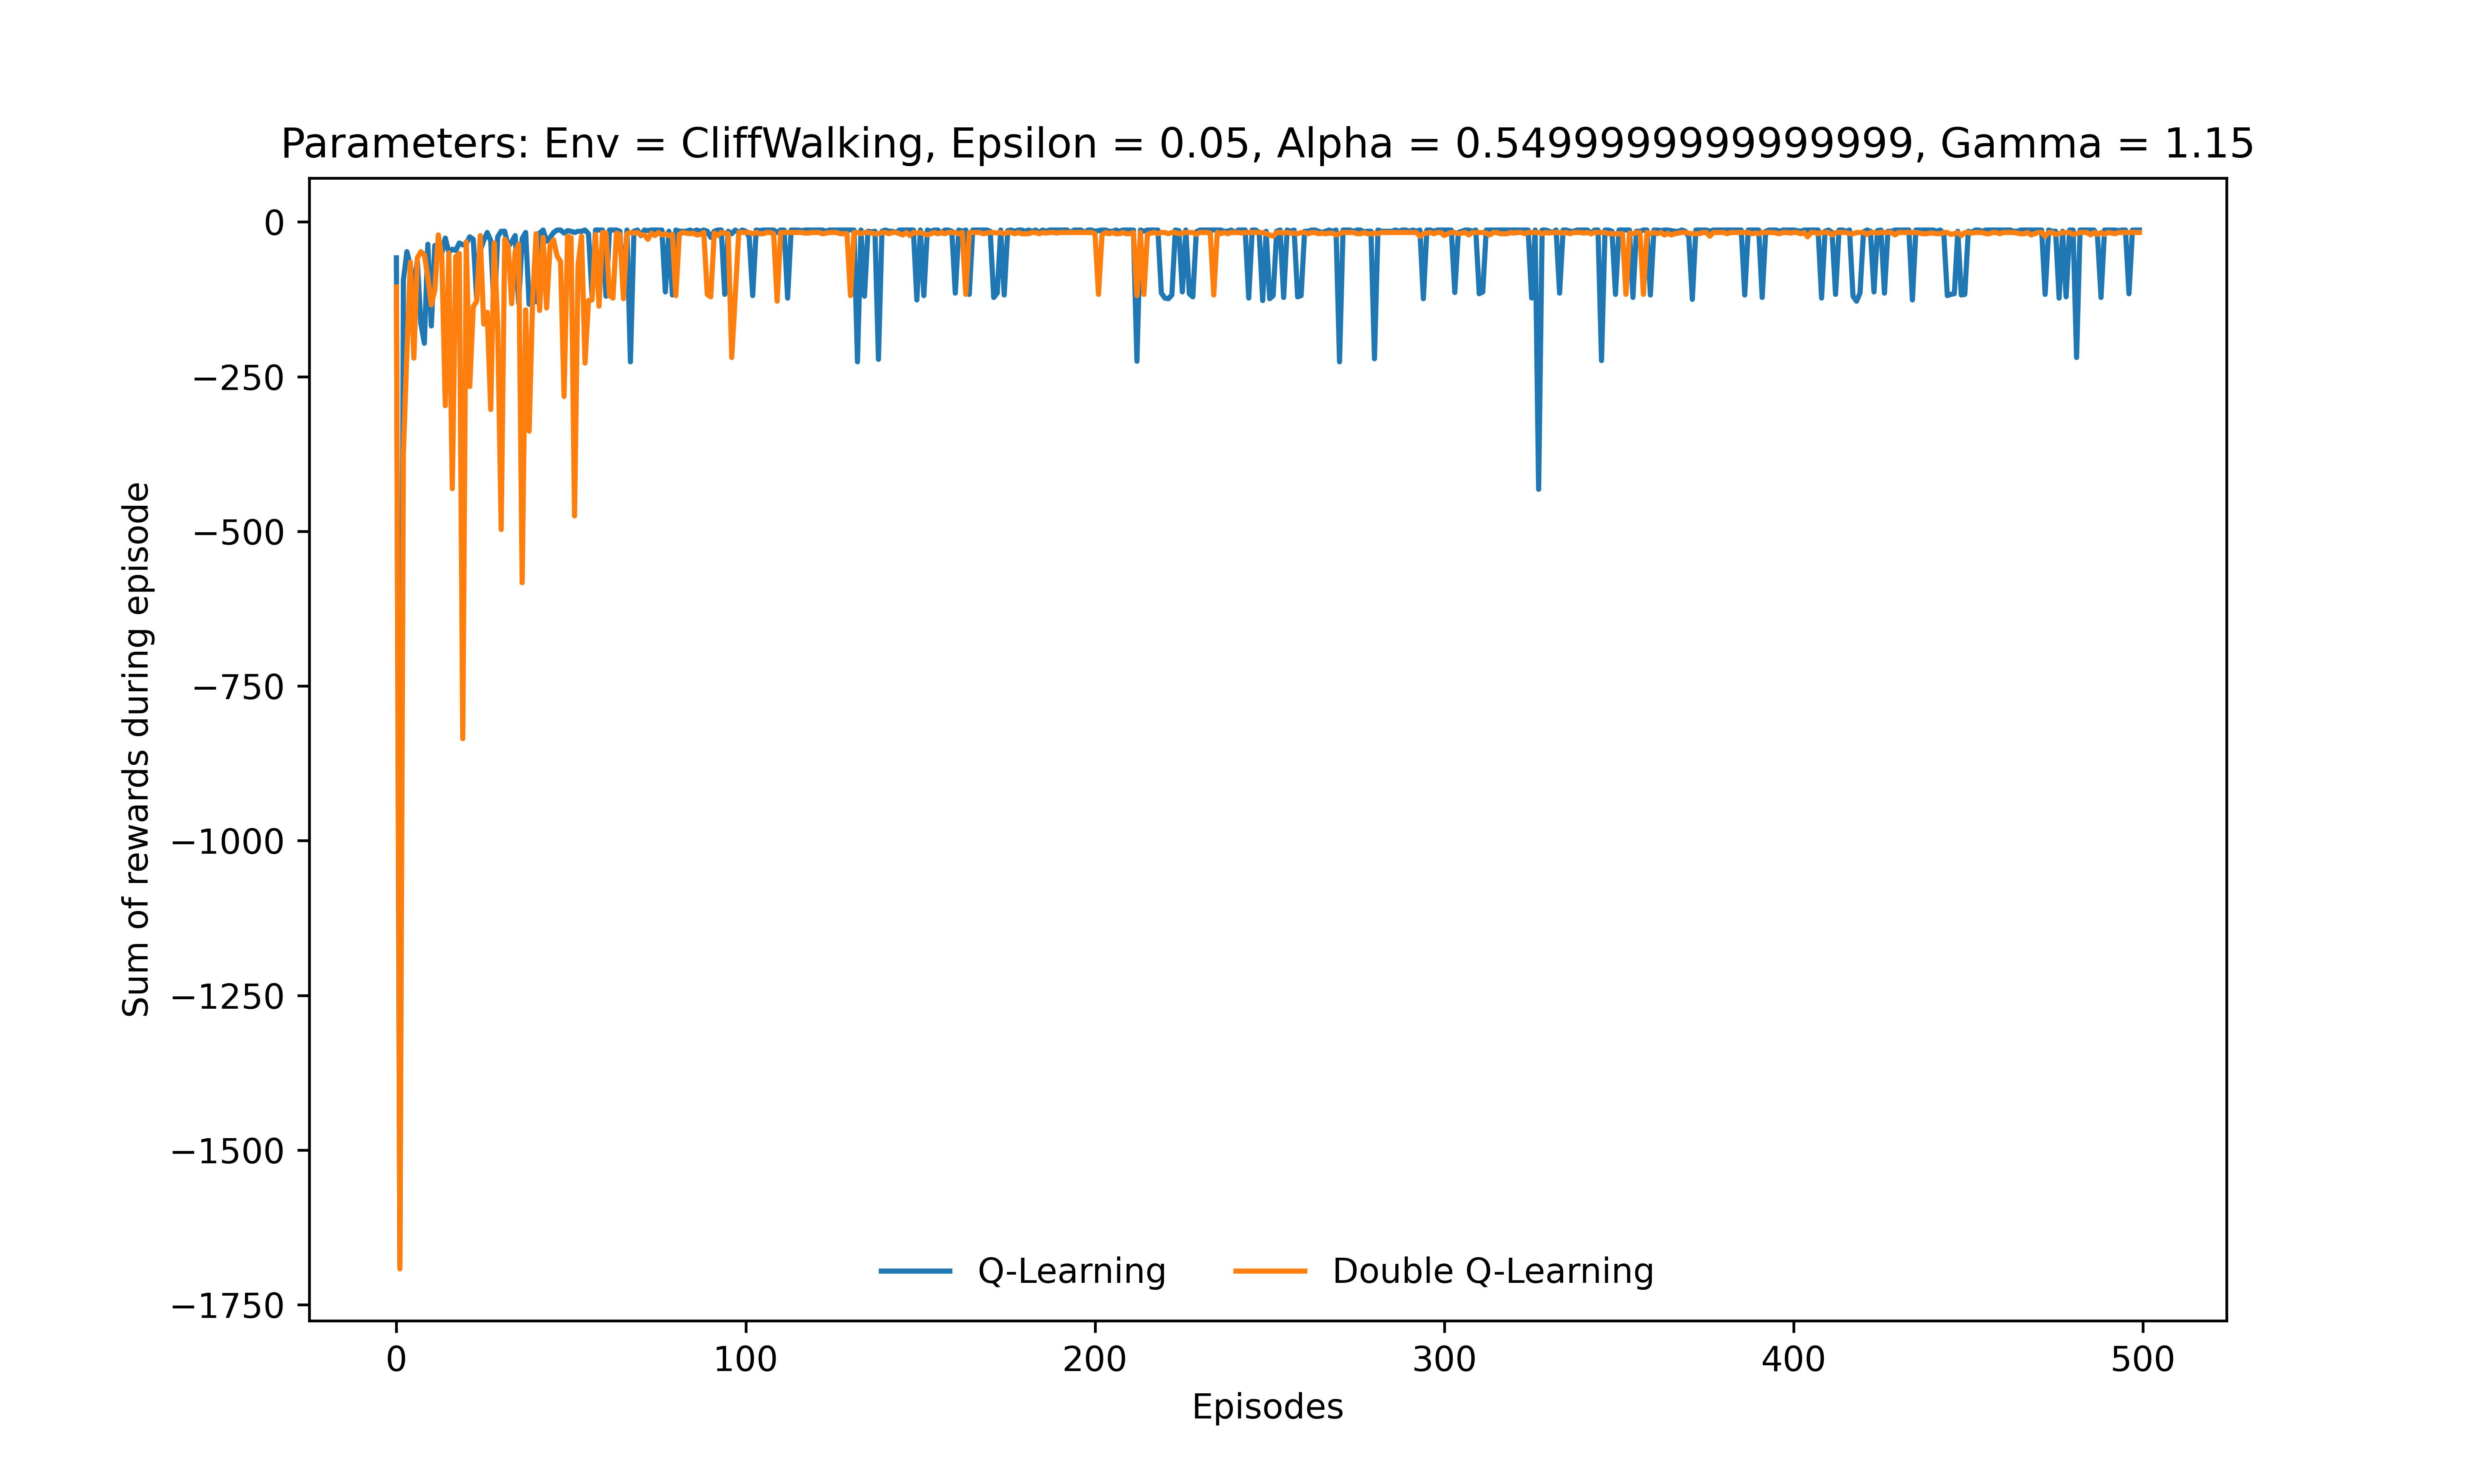 Parameters: Env = CliffWalking, Epsilon = 0.05, Alpha = 0.5499999999999999, Gamma = 1.15
0
−250
−500
−750
−1000
−1250
−1500
−1750
Sum of rewards during episode
Q-Learning
Double Q-Learning
0 100 200 300 400 500
Episodes